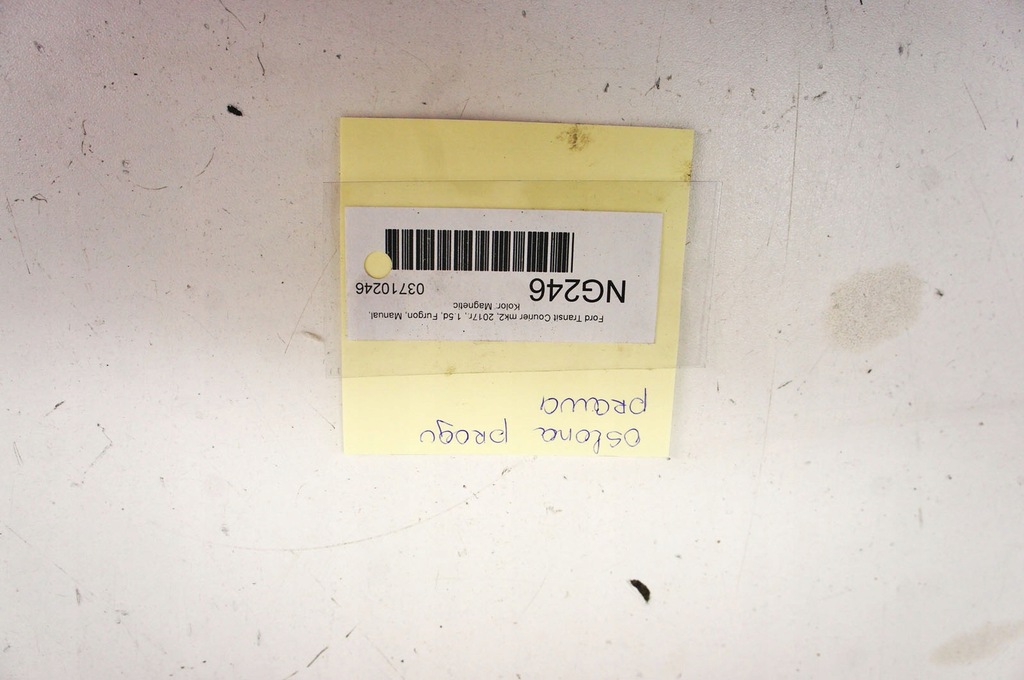 osłona progu
prawa
Ford Transit Courier mk2, 2017r., 1.5d, Furgon, Manual,
Kolor: Magnetic
NG246 03710246